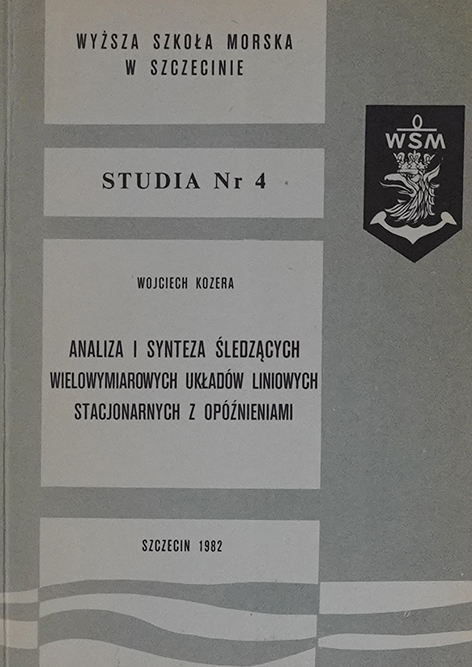 WYŻSZA SZKOŁA MORSKA
W SZCZECINIE
WSM
STUDIA Nr 4
WOJCIECH KOZERA
ANALIZA I SYNTEZA ŚLEDZĄCYCH
WIELOWYMIAROWYCH UKŁADÓW LINIOWYCH
STACJONARNYCH Z OPÓŹNIENIAMI
SZCZECIN 1982